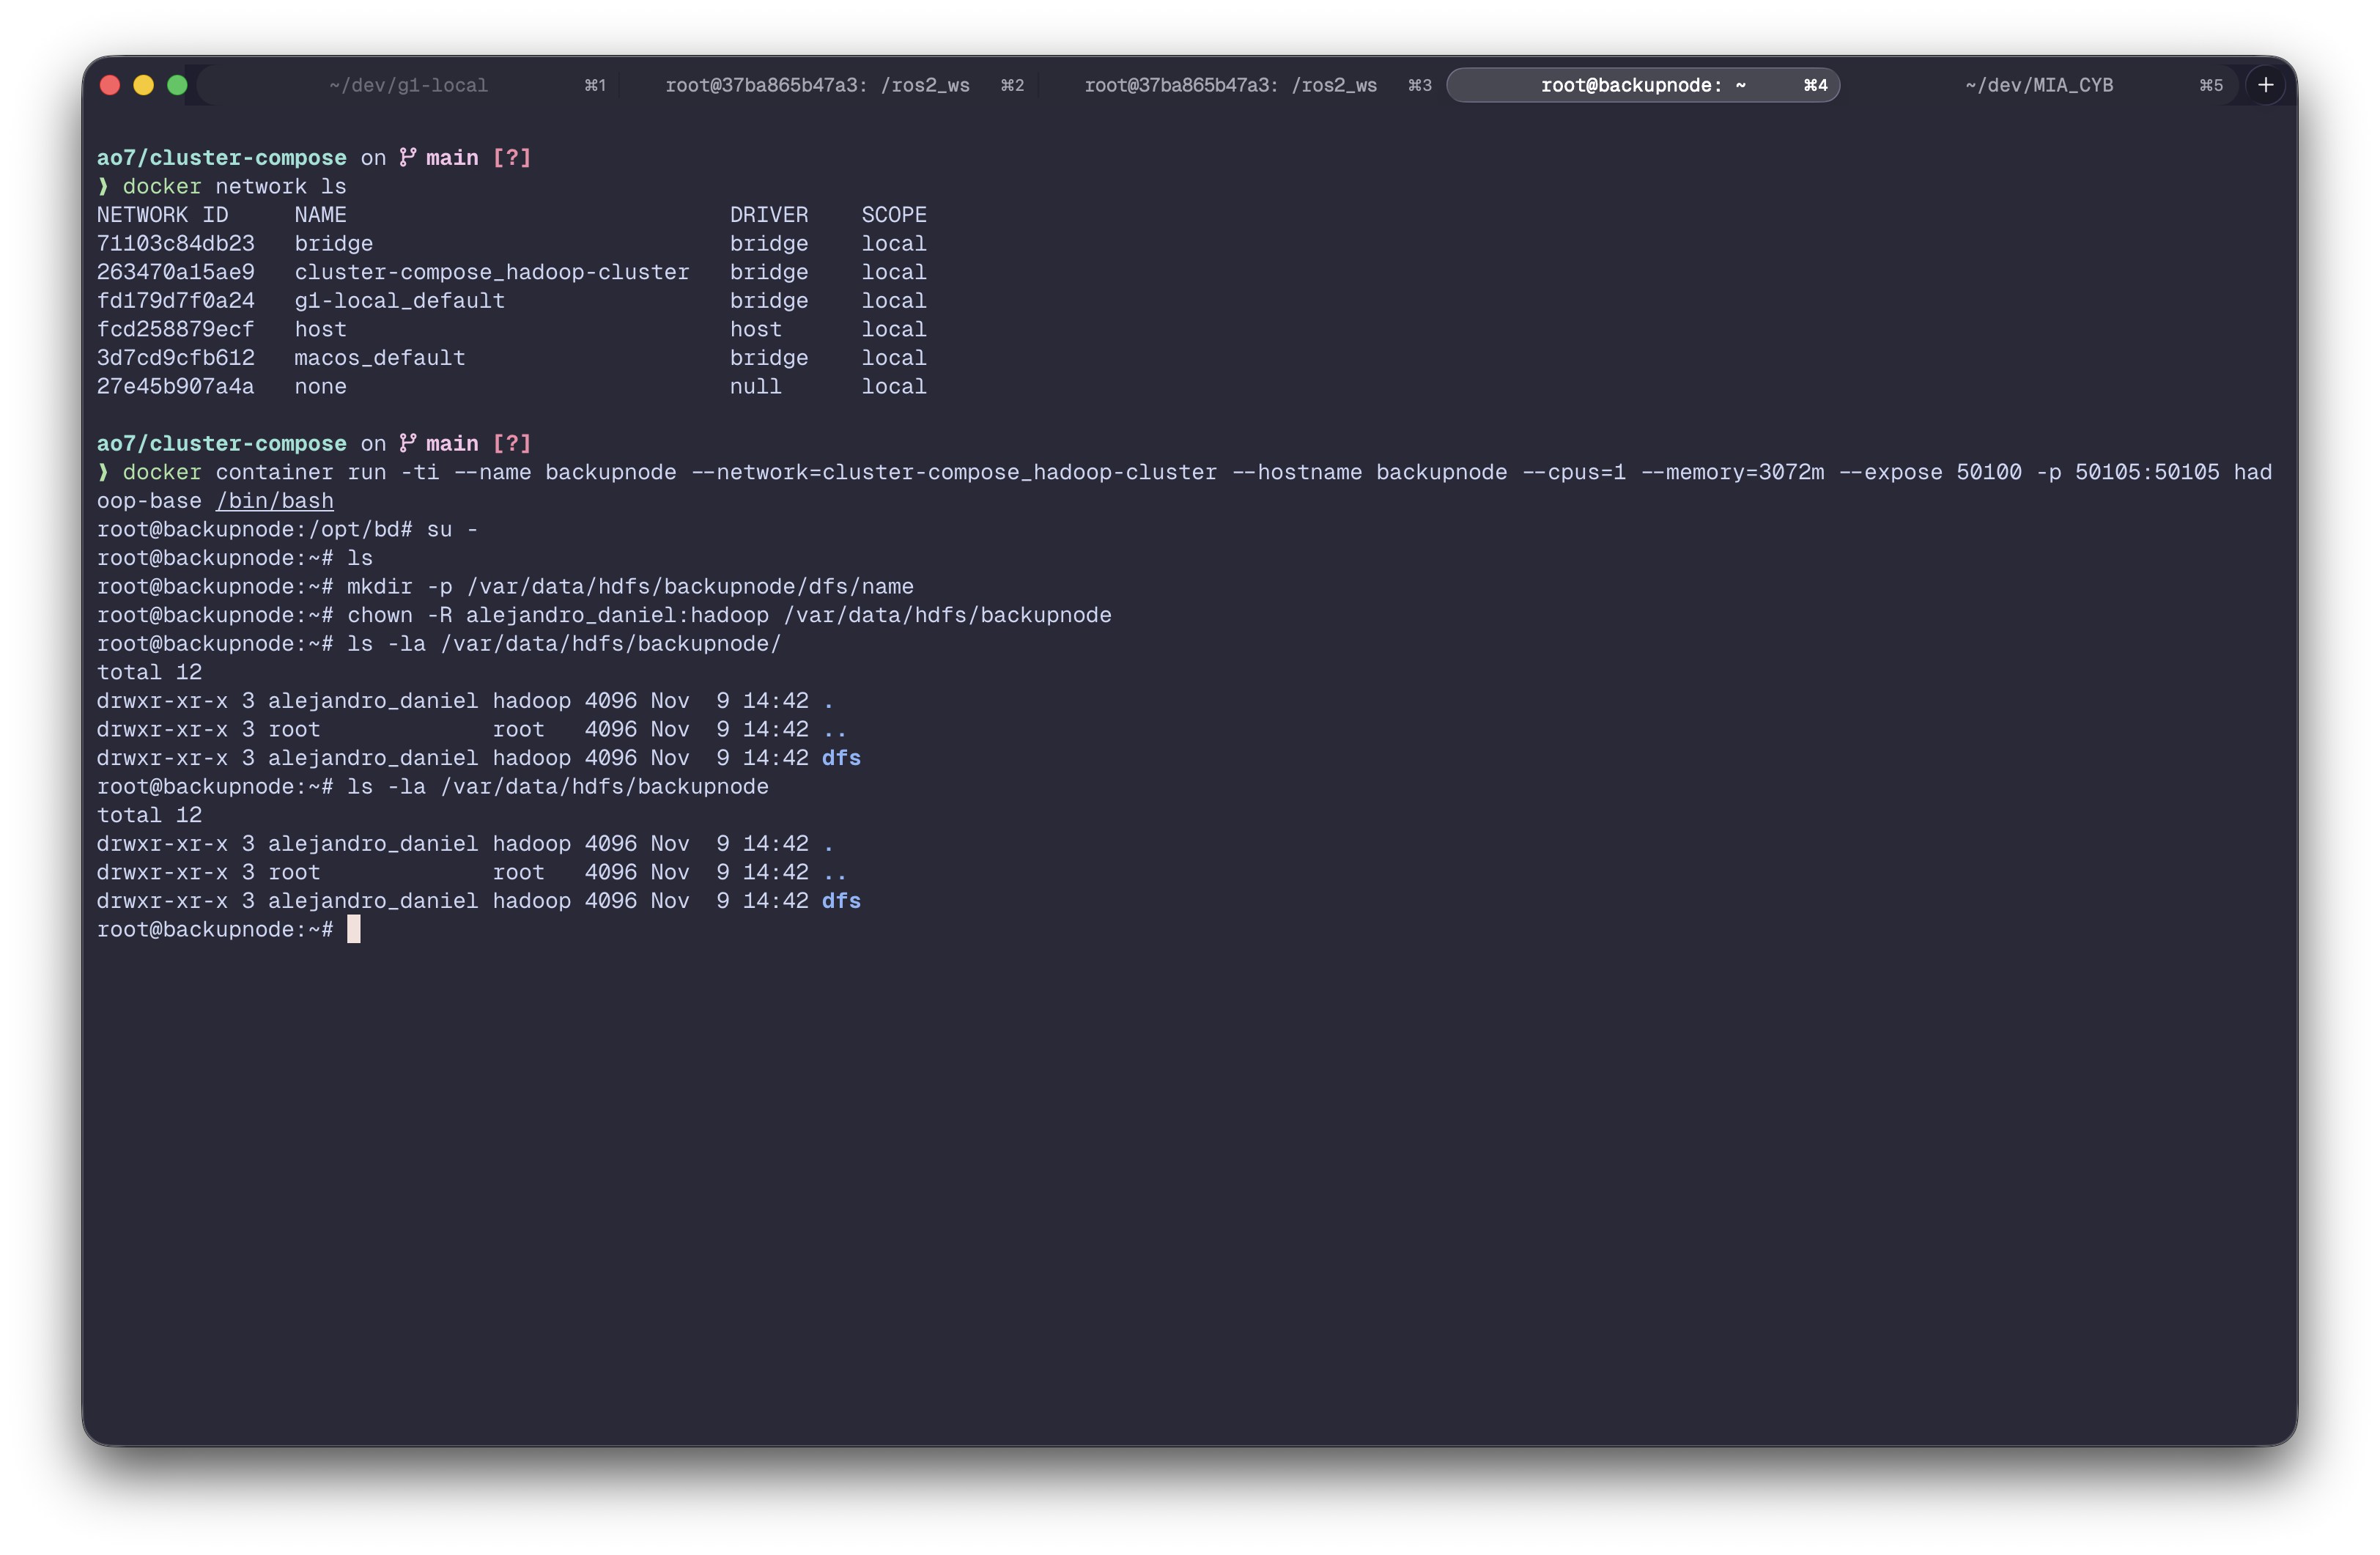 ~/dev/g1-local ⌘1 root@37ba865b47a3: /ros2_ws ⌘2 root@37ba865b47a3: /ros2_ws ⌘3 root@backupnode: ~ ⌘4 ~/dev/MIA_CYB ⌘5 +
ao7/cluster-compose on main [?]
❱ docker network ls
NETWORK ID     NAME                             DRIVER    SCOPE
71103c84db23   bridge                           bridge    local
263470a15ae9   cluster-compose_hadoop-cluster   bridge    local
fd179d7f0a24   g1-local_default                 bridge    local
fcd258879ecf   host                             host      local
3d7cd9cfb612   macos_default                    bridge    local
27e45b907a4a   none                             null      local
ao7/cluster-compose on main [?]
❱ docker container run -ti --name backupnode --network=cluster-compose_hadoop-cluster --hostname backupnode --cpus=1 --memory=3072m --expose 50100 -p 50105:50105 had
oop-base /bin/bash
root@backupnode:/opt/bd# su -
root@backupnode:~# ls
root@backupnode:~# mkdir -p /var/data/hdfs/backupnode/dfs/name
root@backupnode:~# chown -R alejandro_daniel:hadoop /var/data/hdfs/backupnode
root@backupnode:~# ls -la /var/data/hdfs/backupnode/
total 12
drwxr-xr-x 3 alejandro_daniel hadoop 4096 Nov  9 14:42 .
drwxr-xr-x 3 root             root   4096 Nov  9 14:42 ..
drwxr-xr-x 3 alejandro_daniel hadoop 4096 Nov  9 14:42 dfs
root@backupnode:~# ls -la /var/data/hdfs/backupnode
total 12
drwxr-xr-x 3 alejandro_daniel hadoop 4096 Nov  9 14:42 .
drwxr-xr-x 3 root             root   4096 Nov  9 14:42 ..
drwxr-xr-x 3 alejandro_daniel hadoop 4096 Nov  9 14:42 dfs
root@backupnode:~#